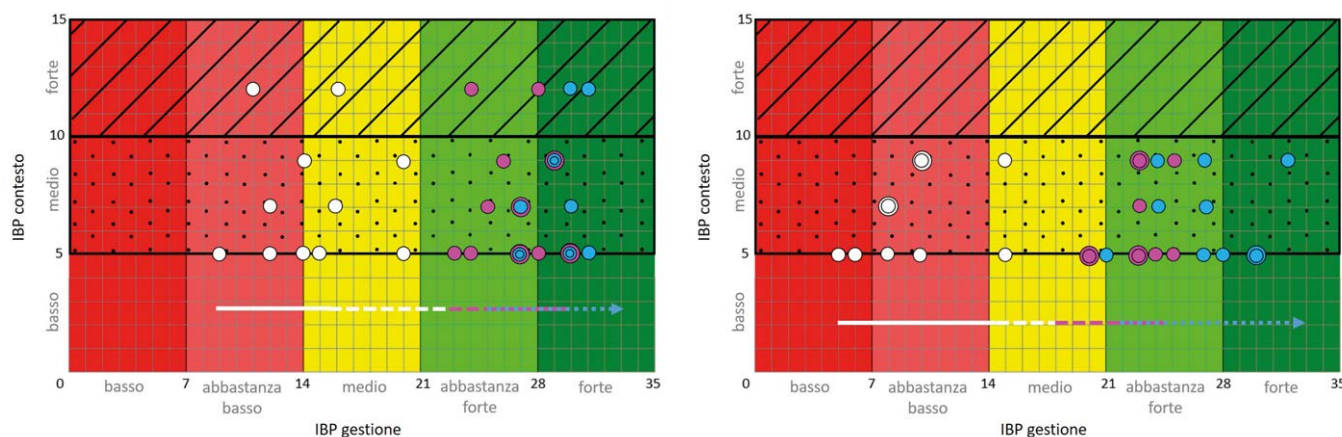 15
forte
10
IBP contesto
medio
5
basso
0 basso 7 abbastanza basso 14 medio 21 abbastanza forte 28 forte 35
IBP gestione
15
forte
10
IBP contesto
medio
5
basso
0 basso 7 abbastanza basso 14 medio 21 abbastanza forte 28 forte 35
IBP gestione